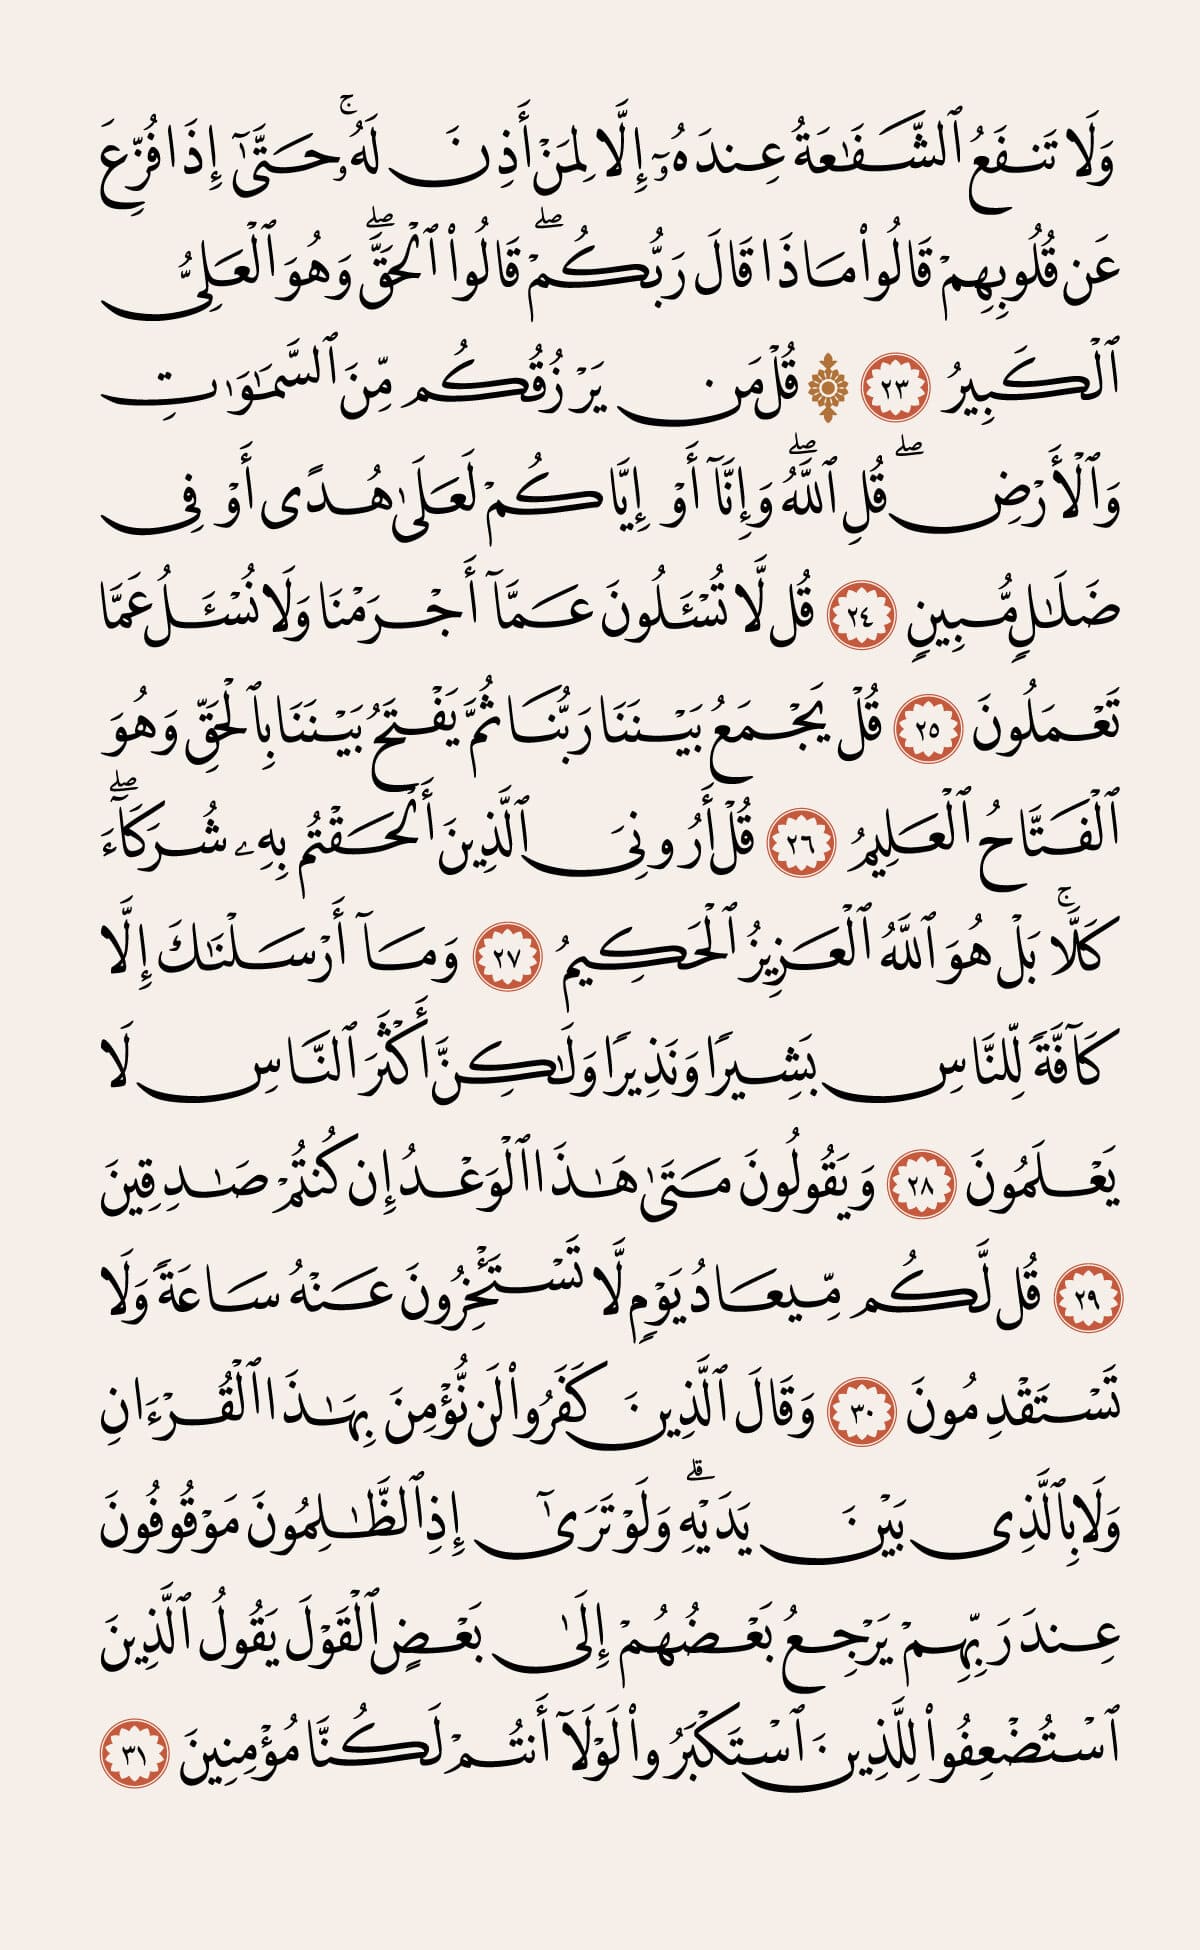 وَلَا تَنفَعُ ٱلشَّفَـٰعَةُ عِندَهُۥٓ إِلَّا لِمَنْ أَذِنَ لَهُۥ ۚ حَتَّىٰٓ إِذَا فُزِّعَ
عَن قُلُوبِهِمْ قَالُوا۟ مَاذَا قَالَ رَبُّكُمْ ۖ قَالُوا۟ ٱلْحَقَّ ۖ وَهُوَ ٱلْعَلِىُّ
ٱلْكَبِيرُ ٢٣ ۞ قُلْ مَن يَرْزُقُكُم مِّنَ ٱلسَّمَـٰوَٰتِ
وَٱلْأَرْضِ ۖ قُلِ ٱللَّهُ ۖ وَإِنَّآ أَوْ إِيَّاكُمْ لَعَلَىٰ هُدًى أَوْ فِى
ضَلَـٰلٍ مُّبِينٍ ٢٤ قُل لَّا تُسْـَٔلُونَ عَمَّآ أَجْرَمْنَا وَلَا نُسْـَٔلُ عَمَّا
تَعْمَلُونَ ٢٥ قُلْ يَجْمَعُ بَيْنَنَا رَبُّنَا ثُمَّ يَفْتَحُ بَيْنَنَا بِٱلْحَقِّ وَهُوَ
ٱلْفَتَّاحُ ٱلْعَلِيمُ ٢٦ قُلْ أَرُونِىَ ٱلَّذِينَ أَلْحَقْتُم بِهِۦ شُرَكَآءَ ۖ
كَلَّا ۚ بَلْ هُوَ ٱللَّهُ ٱلْعَزِيزُ ٱلْحَكِيمُ ٢٧ وَمَآ أَرْسَلْنَـٰكَ إِلَّا
كَآفَّةً لِّلنَّاسِ بَشِيرًا وَنَذِيرًا وَلَـٰكِنَّ أَكْثَرَ ٱلنَّاسِ لَا
يَعْلَمُونَ ٢٨ وَيَقُولُونَ مَتَىٰ هَـٰذَا ٱلْوَعْدُ إِن كُنتُمْ صَـٰدِقِينَ
٢٩ قُل لَّكُم مِّيعَادُ يَوْمٍ لَّا تَسْتَـْٔخِرُونَ عَنْهُ سَاعَةً وَلَا
تَسْتَقْدِمُونَ ٣٠ وَقَالَ ٱلَّذِينَ كَفَرُوا۟ لَن نُّؤْمِنَ بِهَـٰذَا ٱلْقُرْءَانِ
وَلَا بِٱلَّذِى بَيْنَ يَدَيْهِ ۗ وَلَوْ تَرَىٰٓ إِذِ ٱلظَّـٰلِمُونَ مَوْقُوفُونَ
عِندَ رَبِّهِمْ يَرْجِعُ بَعْضُهُمْ إِلَىٰ بَعْضٍ ٱلْقَوْلَ يَقُولُ ٱلَّذِينَ
ٱسْتُضْعِفُوا۟ لِلَّذِينَ ٱسْتَكْبَرُوا۟ لَوْلَآ أَنتُمْ لَكُنَّا مُؤْمِنِينَ ٣١